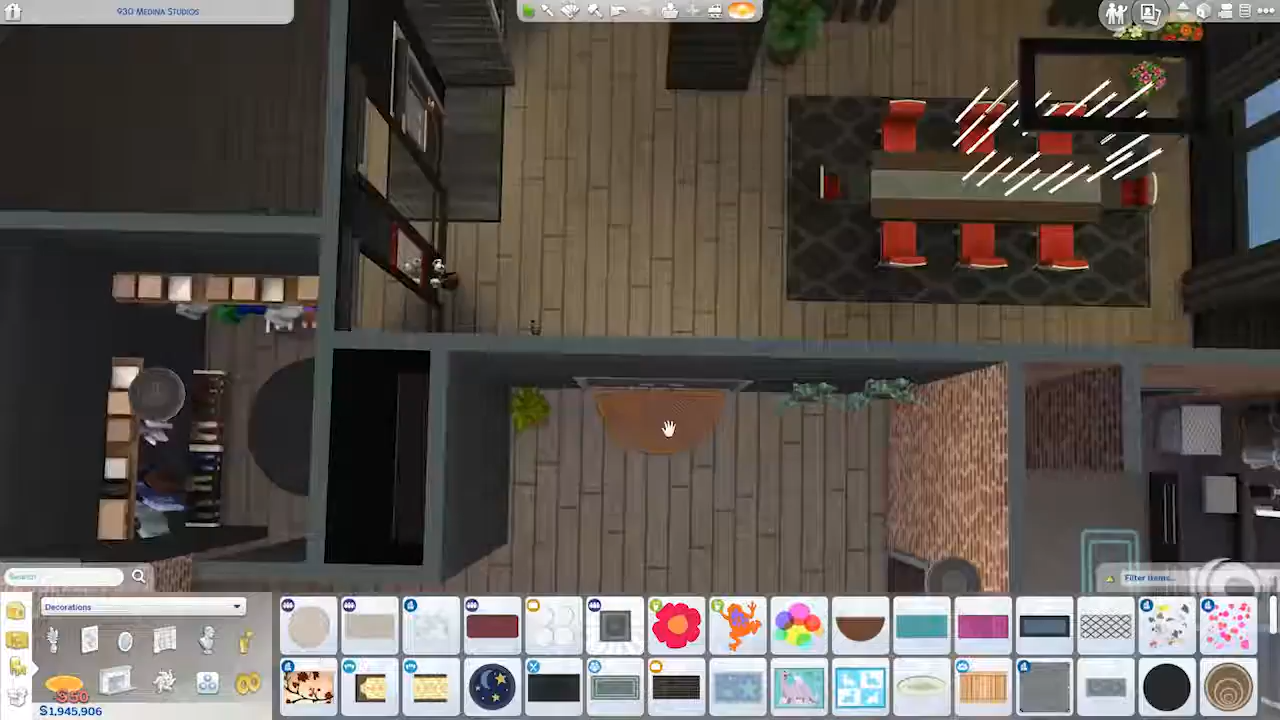 930 MEDINA STUDIOS
Search
Filter Items...
Decorations
-$50
$1,945,906